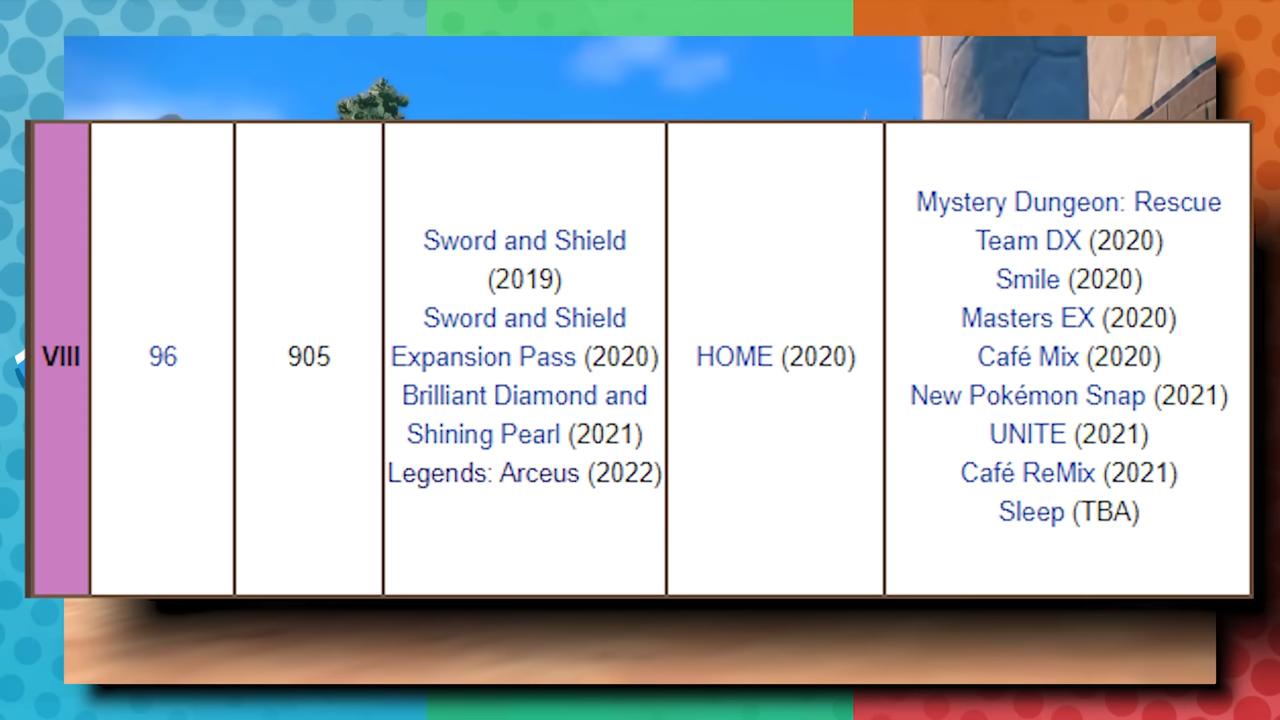 VIII
96
905
Sword and Shield
(2019)
Sword and Shield
Expansion Pass (2020)
Brilliant Diamond and
Shining Pearl (2021)
Legends: Arceus (2022)
HOME (2020)
Mystery Dungeon: Rescue
Team DX (2020)
Smile (2020)
Masters EX (2020)
Café Mix (2020)
New Pokémon Snap (2021)
UNITE (2021)
Café ReMix (2021)
Sleep (TBA)